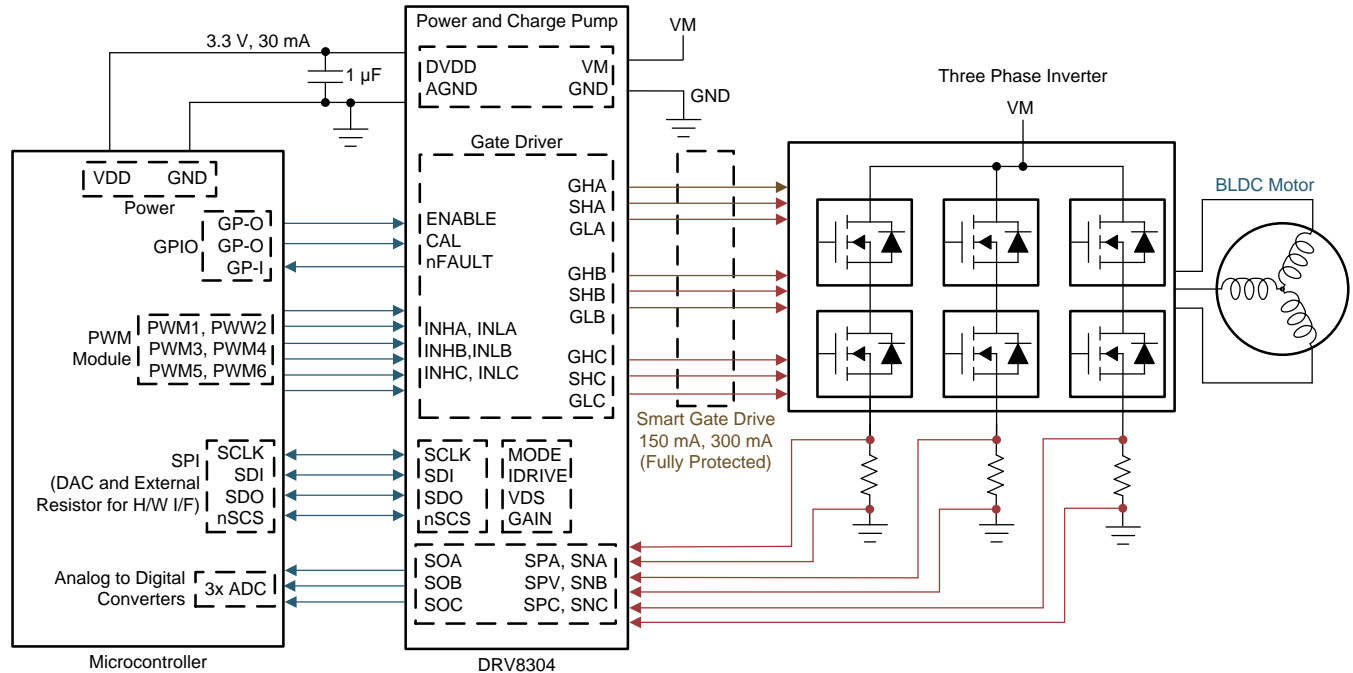 Power and Charge Pump
VM
3.3 V, 30 mA
1 µF
DVDD
VM
AGND
GND
GND
Three Phase Inverter
VM
Gate Driver
VDD
GND
Power
BLDC Motor
GPIO
GP-O
GP-O
GP-I
ENABLE
CAL
nFAULT
GHA
SHA
GLA
GHB
SHB
GLB
GHC
SHC
GLC
PWM
Module
PWM1, PWW2
PWM3, PWM4
PWM5, PWM6
INHA, INLA
INHB,INLB
INHC, INLC
Smart Gate Drive
150 mA, 300 mA
(Fully Protected)
SPI
(DAC and External
Resistor for H/W I/F)
SCLK
SDI
SDO
nSCS
SCLK
SDI
SDO
nSCS
MODE
IDRIVE
VDS
GAIN
Analog to Digital
Converters
3x ADC
SOA
SOB
SOC
SPA, SNA
SPV, SNB
SPC, SNC
Microcontroller
DRV8304